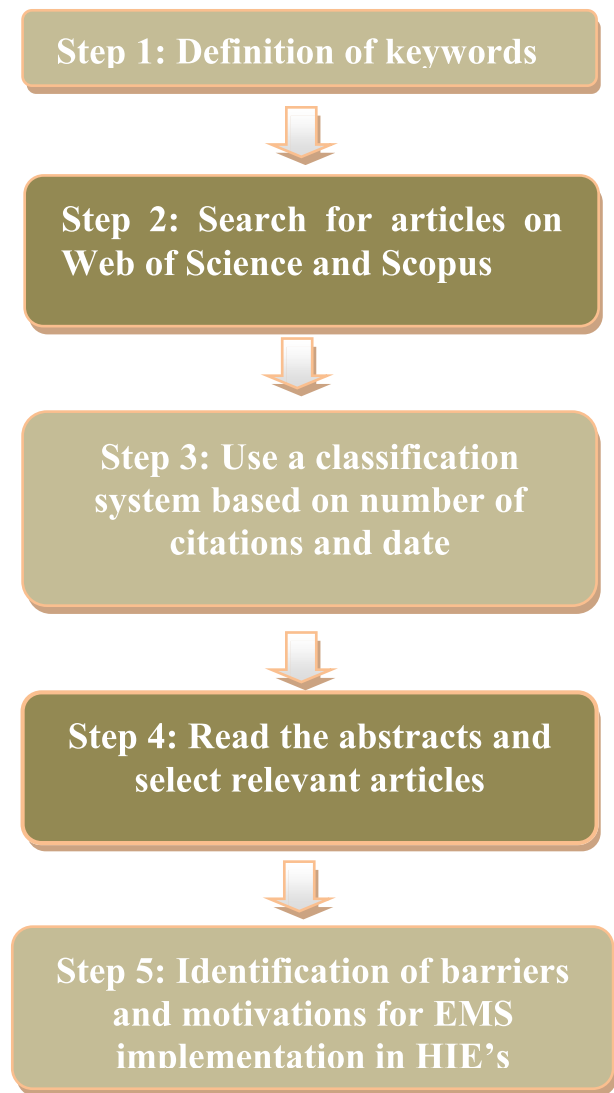 Step 1: Definition of keywords
Step 2: Search for articles on
Web of Science and Scopus
Step 3: Use a classification
system based on number of
citations and date
Step 4: Read the abstracts and
select relevant articles
Step 5: Identification of barriers
and motivations for EMS
implementation in HIE’s